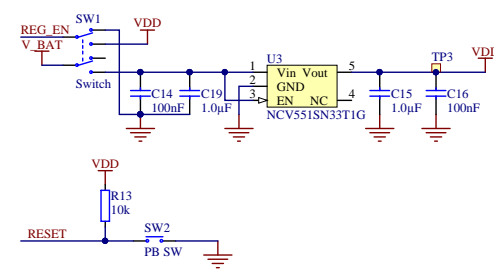 SW1
REG_EN
VDD
V_BAT
Switch
C14
100nF
C19
1.0µF
U3
1 Vin Vout 5
2 GND
3 EN NC 4
NCV551SN33T1G
TP3
VDD
C15
1.0µF
C16
100nF
VDD
R13
10k
RESET
SW2
PB SW